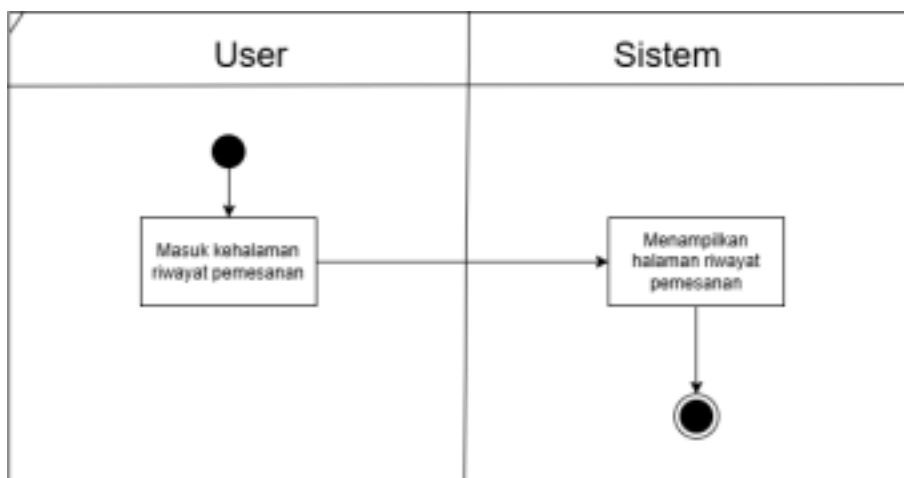 User
Sistem
Masuk kehalaman
riwayat pemesanan
Menampilkan
halaman riwayat
pemesanan